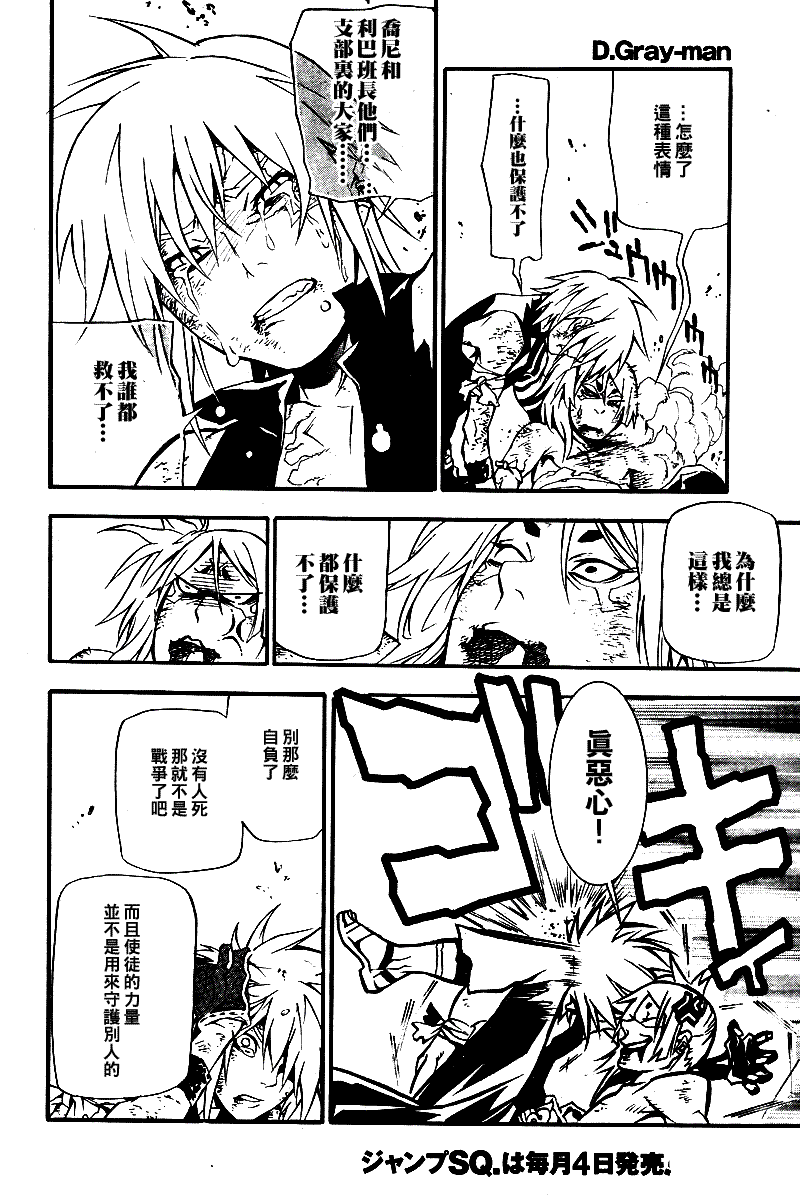 D.Gray-man
…怎麼了
這種表情
…什麼也保護不了
喬尼和
利巴班長他們……
支部裏的大家………
我誰都
救不了…
為什麼
我總是
這樣…
什麼
都保護
不了…
真惡心！
ゴキ
別那麼
自負了
沒有人死
那就不是
戰爭了吧
而且使徒的力量
並不是用來守護別人的
ジャンプSQ.は毎月4日発売。